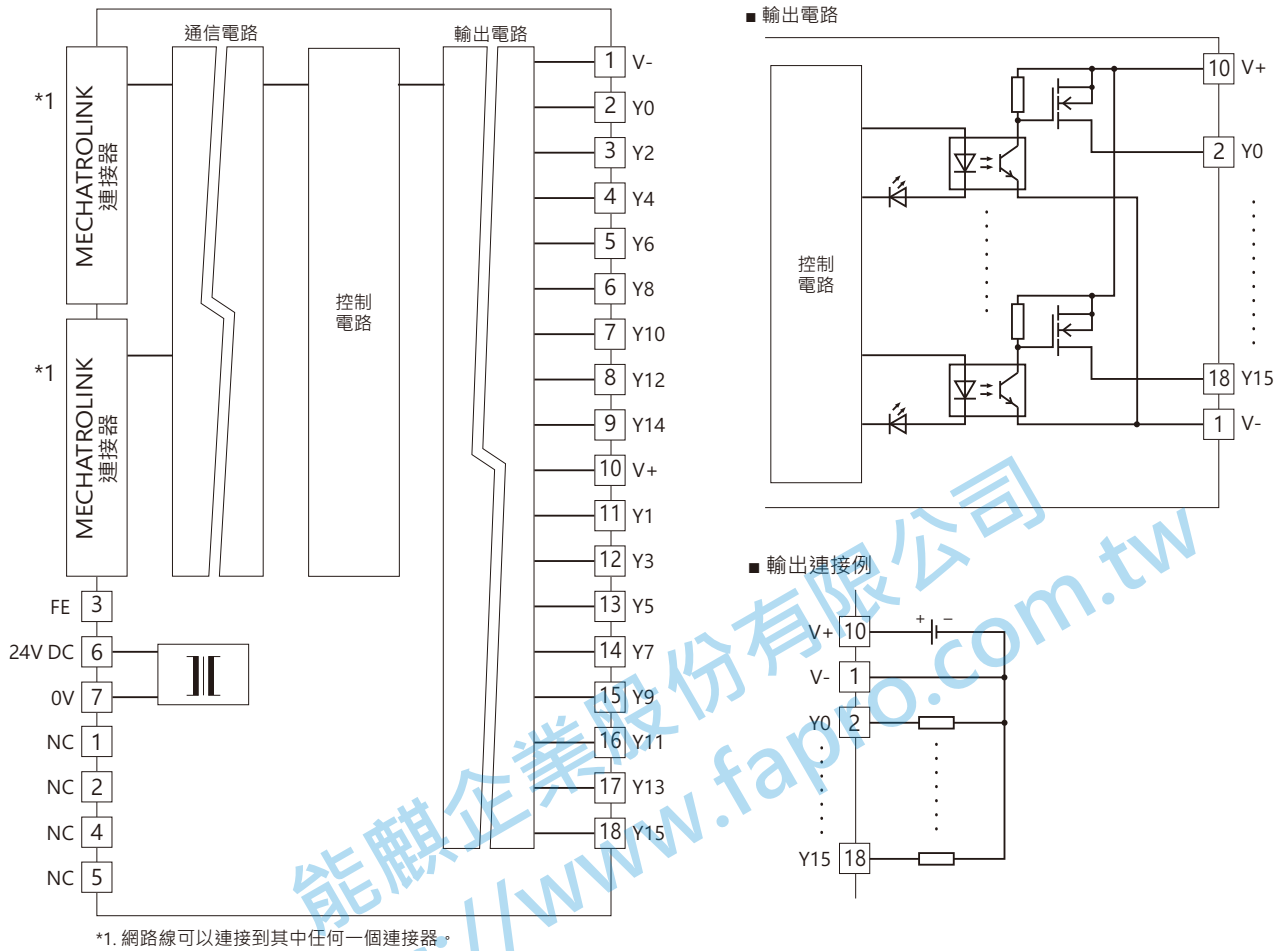 通信電路
輸出電路
*1
MECHATROLINK
連接器
*1
MECHATROLINK
連接器
控制
電路
1 V-
2 Y0
3 Y2
4 Y4
5 Y6
6 Y8
7 Y10
8 Y12
9 Y14
10 V+
11 Y1
12 Y3
13 Y5
14 Y7
15 Y9
16 Y11
17 Y13
18 Y15
FE 3
24V DC 6
0V 7
NC 1
NC 2
NC 4
NC 5
*1. 網路線可以連接到其中任何一個連接器。
■ 輸出電路
控制
電路
10 V+
2 Y0
18 Y15
1 V-
■ 輸出連接例
V+ 10 + −
V- 1
Y0 2
Y15 18
能麒企業股份有限公司
://www.fapro.com.tw